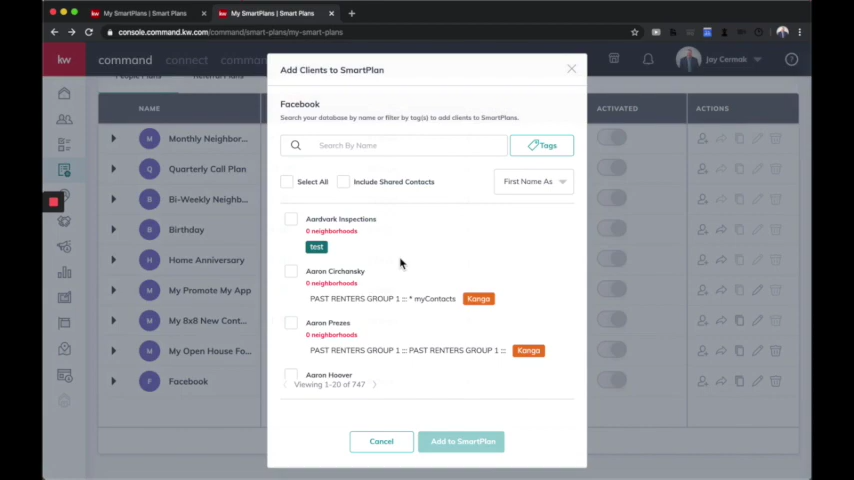 My SmartPlans | Smart Plans
My SmartPlans | Smart Plans
console.command.kw.com/command/smart-plans/my-smart-plans
kw
command
connect
Jay Cermak
Add Clients to SmartPlan
Facebook
Search your database by name or filter by tag(s) to add clients to SmartPlans.
Search By Name
Tags
Select All
Include Shared Contacts
First Name As
Aardvark Inspections
0 neighborhoods
test
Aaron Circhansky
0 neighborhoods
PAST RENTERS GROUP 1 ::: * myContacts
Kanga
Aaron Prezes
0 neighborhoods
PAST RENTERS GROUP 1 ::: PAST RENTERS GROUP 1 :::
Kanga
Aaron Hoover
Viewing 1-20 of 747
Cancel
Add to SmartPlan
NAME
ACTIVATED
ACTIONS
M
Monthly Neighbor...
Q
Quarterly Call Plan
B
Bi-Weekly Neighb...
B
Birthday
H
Home Anniversary
M
My Promote My App
M
My 8x8 New Cont...
M
My Open House Fo...
F
Facebook